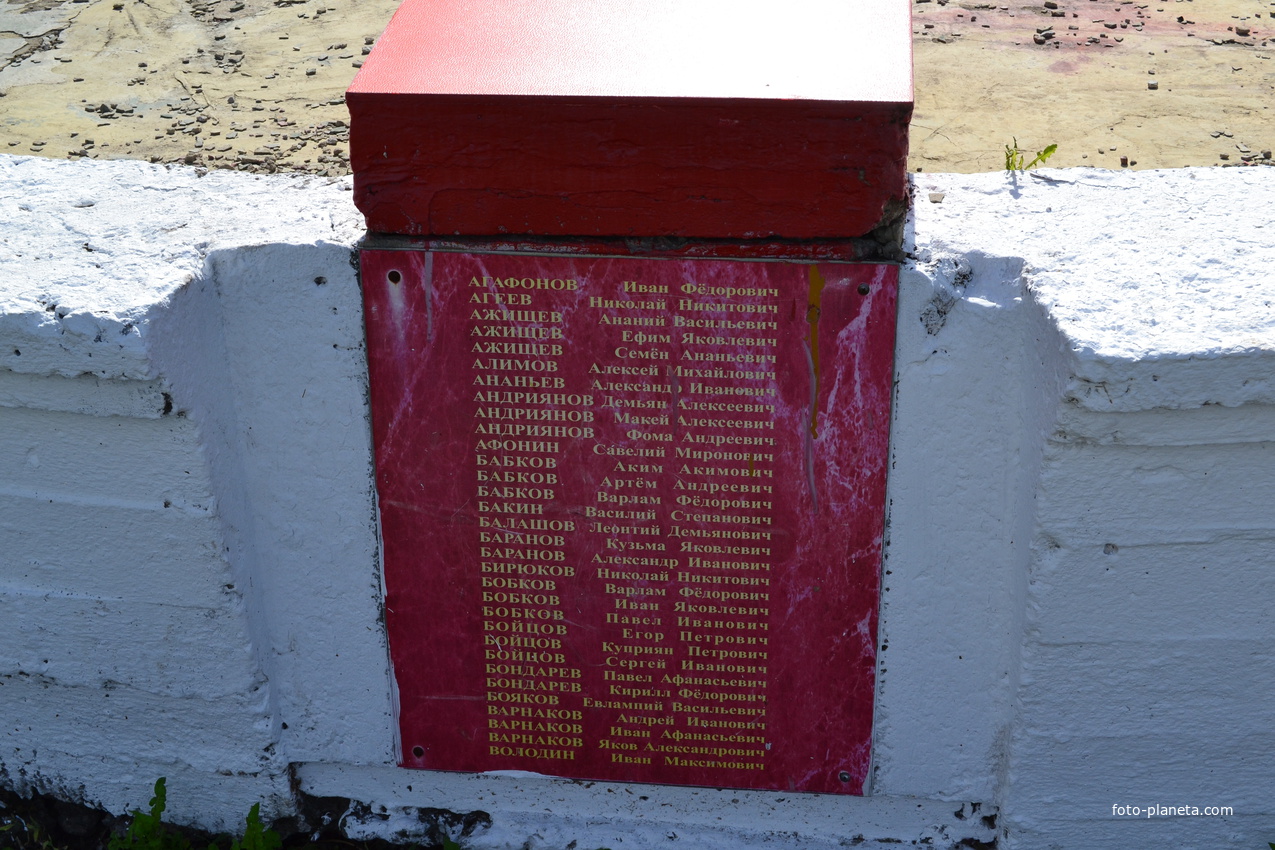 АГАФОНОВ Иван Фёдорович
АГЕЕВ Николай Никитович
АЖИЩЕВ Ананий Васильевич
АЖИЩЕВ Ефим Яковлевич
АЖИЩЕВ Семён Ананьевич
АЛИМОВ Алексей Михайлович
АНАНЬЕВ Александ Иванович
АНДРИЯНОВ Демьян Алексеевич
АНДРИЯНОВ Макей Алексеевич
АНДРИЯНОВ Фома Андреевич
АФОНИН Савелий Миронович
БАБКОВ Аким Акимович
БАБКОВ Артём Андреевич
БАБКОВ Варлам Фёдорович
БАКИН Василий Степанович
БАЛАШОВ Леонтий Демьянович
БАРАНОВ Кузьма Яковлевич
БАРАНОВ Александр Иванович
БИРЮКОВ Николай Никитович
БОБКОВ Варлам Фёдорович
БОБКОВ Иван Яковлевич
БОБКОВ Павел Иванович
БОЙЦОВ Егор Петрович
БОЙЦОВ Куприян Петрович
БОЙЦОВ Сергей Иванович
БОНДАРЕВ Павел Афанасьевич
БОНДАРЕВ Кирилл Фёдорович
БОЯКОВ Евлампий Васильевич
ВАРНАКОВ Андрей Иванович
ВАРНАКОВ Иван Афанасьевич
ВАРНАКОВ Яков Александрович
ВОЛОДИН Иван Максимович
foto-planeta.com